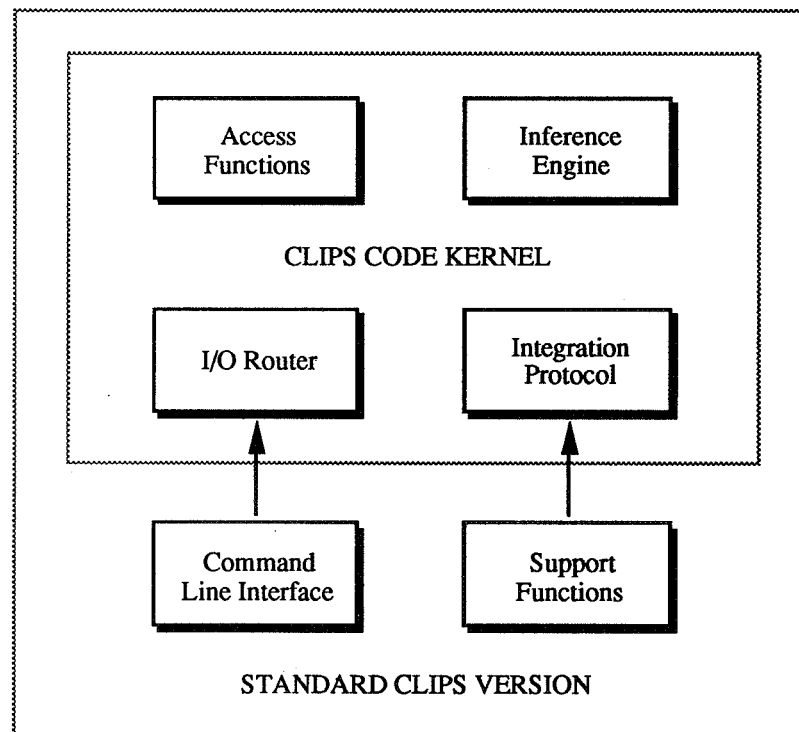 Access
Functions
Inference
Engine
CLIPS CODE KERNEL
I/O Router
Integration
Protocol
Command
Line Interface
Support
Functions
STANDARD CLIPS VERSION